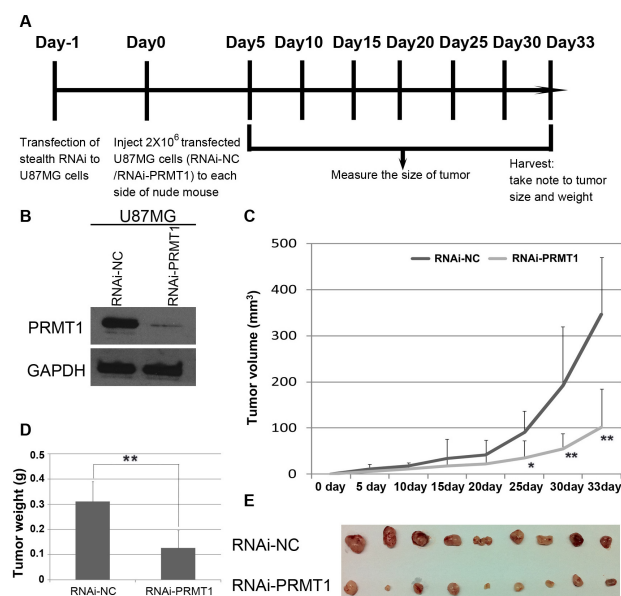 A
Day-1 Day0 Day5 Day10 Day15 Day20 Day25 Day30 Day33
Transfection of
stealth RNAi to
U87MG cells
Inject 2X10⁶ transfected
U87MG cells (RNAi-NC
/RNAi-PRMT1) to each
side of nude mouse
Measure the size of tumor
Harvest:
take note to tumor
size and weight
B
U87MG
RNAi-NC
RNAi-PRMT1
PRMT1
GAPDH
C
Tumor volume (mm³)
500
400
300
200
100
0
RNAi-NC RNAi-PRMT1
* ** **
0 day 5 day 10day 15day 20day 25day 30day 33day
D
Tumor weight (g)
0.5
0.4
0.3
0.2
0.1
0
**
RNAi-NC RNAi-PRMT1
E
RNAi-NC
RNAi-PRMT1